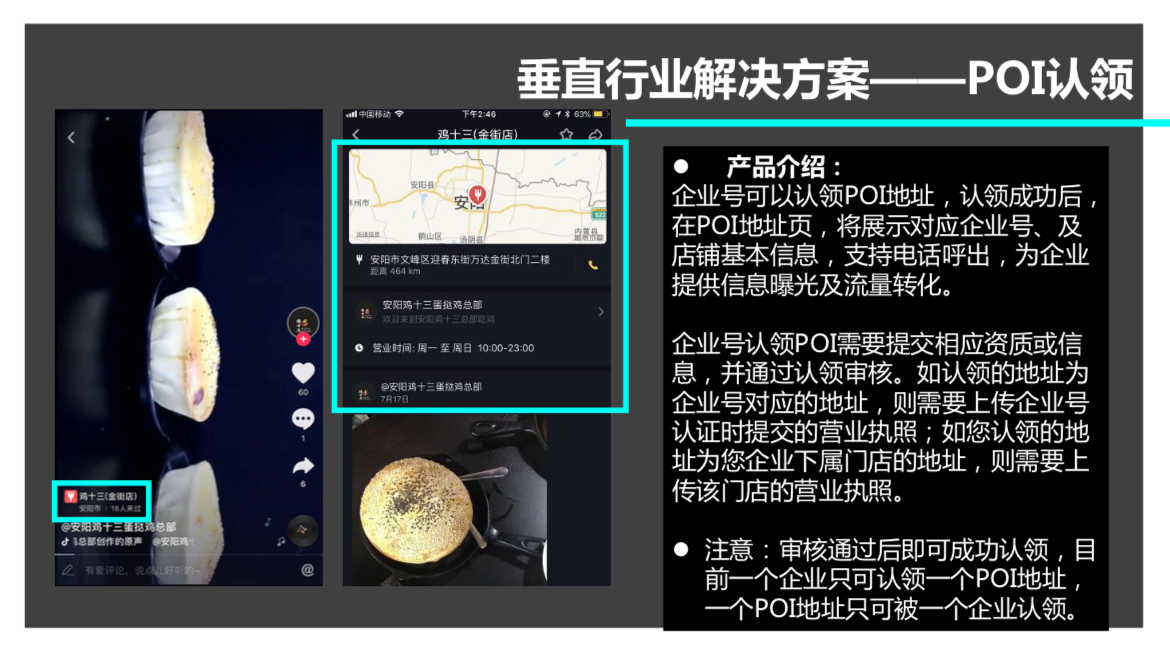 垂直行业解决方案——POI认领
鸡十三(金街店)
安阳市 | 18人来过
@安阳鸡十三蛋挞鸡总部
总部创作的原声 @安阳鸡
有爱评论，说点儿好听的~
@
60
1
6
中国移动
下午2:46
63%
鸡十三(金街店)
安阳县
安阳
鹤山区
汤阴县
内黄县
安阳市文峰区迎春东街万达金街北门二楼
距离 464 km
安阳鸡十三蛋挞鸡总部
欢迎来到安阳鸡十三总部吃鸡
营业时间: 周一 至 周日 10:00-23:00
@安阳鸡十三蛋挞鸡总部
7月17日
● 产品介绍：
企业号可以认领POI地址，认领成功后，
在POI地址页，将展示对应企业号、及
店铺基本信息，支持电话呼出，为企业
提供信息曝光及流量转化。
企业号认领POI需要提交相应资质或信
息，并通过认领审核。如认领的地址为
企业号对应的地址，则需要上传企业号
认证时提交的营业执照；如您认领的地
址为您企业下属门店的地址，则需要上
传该门店的营业执照。
● 注意：审核通过后即可成功认领，目
前一个企业只可认领一个POI地址，
一个POI地址只可被一个企业认领。